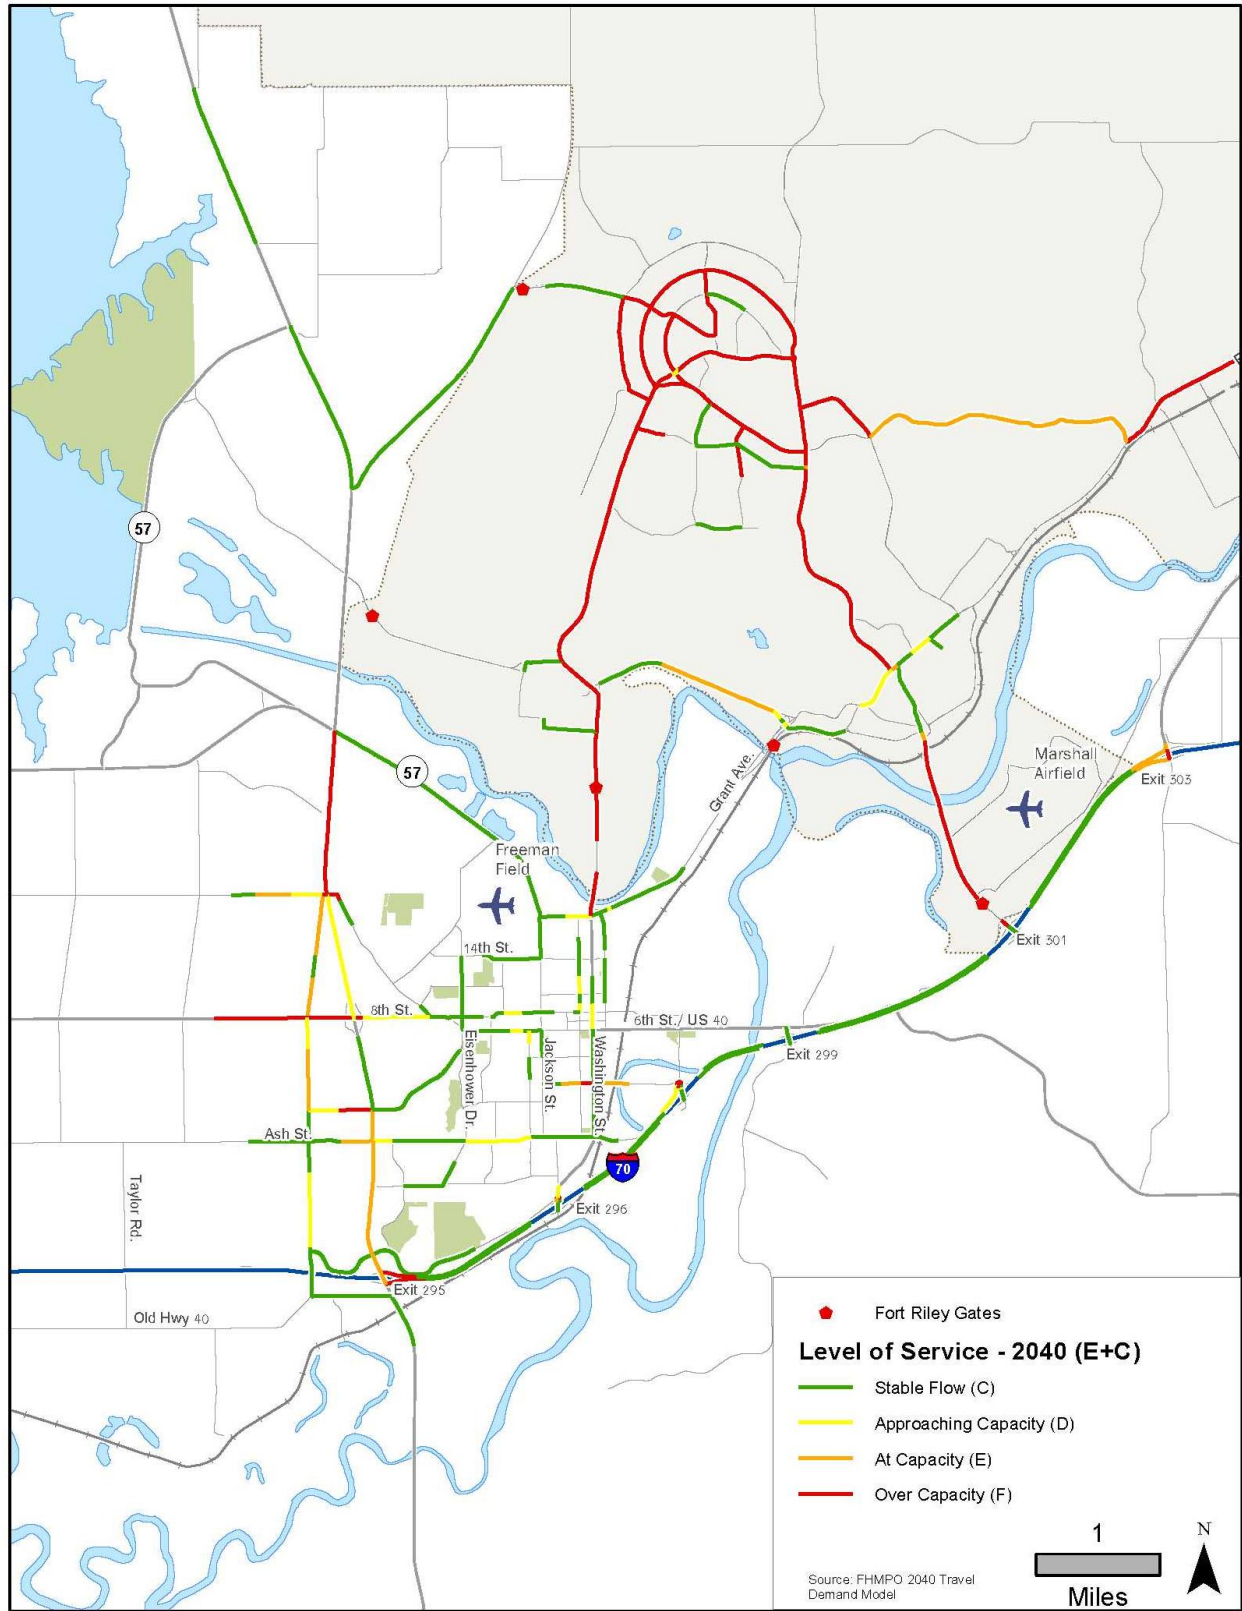 57
57
Grant Ave.
Marshall
Airfield
Exit 303
Freeman
Field
Exit 301
14th St.
8th St.
6th St./ US 40
Exit 299
Eisenhower Dr.
Jackson St.
Washington St.
Ash St.
70
Taylor Rd.
Exit 296
Exit 295
Old Hwy 40
Fort Riley Gates
Level of Service - 2040 (E+C)
Stable Flow (C)
Approaching Capacity (D)
At Capacity (E)
Over Capacity (F)
1
Miles
N
Source: FHMPO 2040 Travel
Demand Model